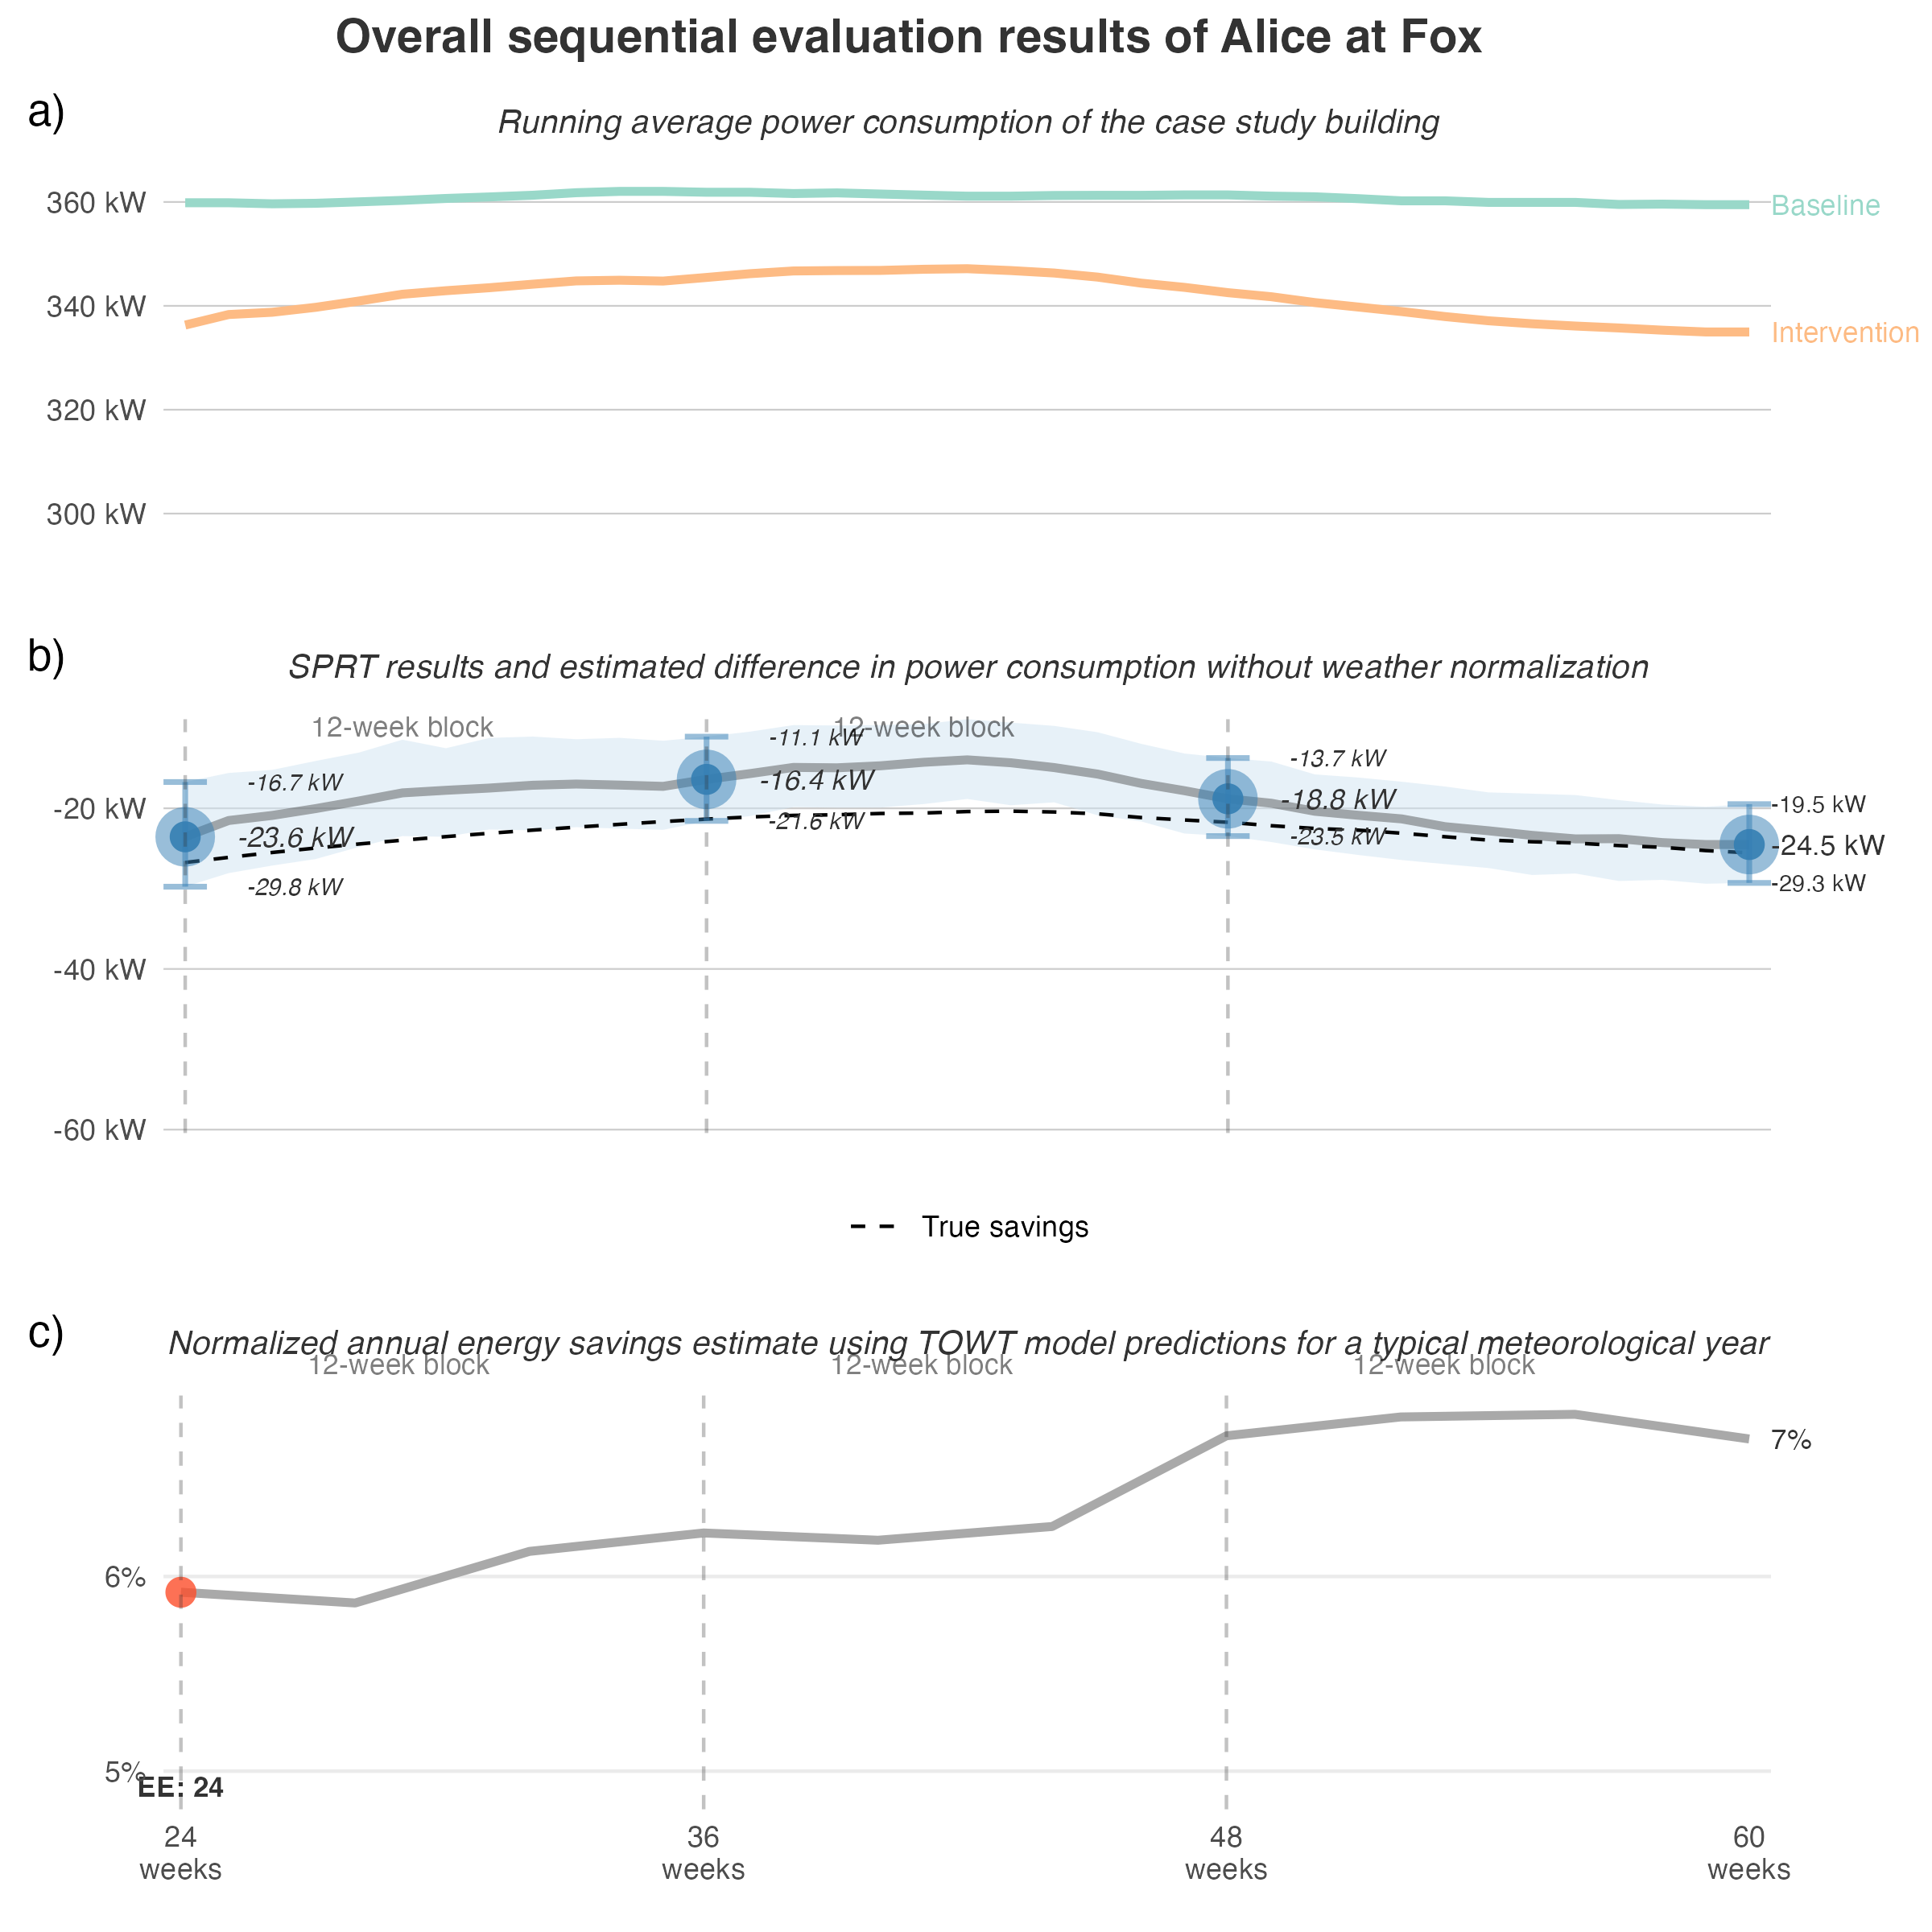 Overall sequential evaluation results of Alice at Fox
a)
Running average power consumption of the case study building
360 kW
Baseline
340 kW
Intervention
320 kW
300 kW
b)
SPRT results and estimated difference in power consumption without weather normalization
12-week block
12-week block
-11.1 kW
-13.7 kW
-16.7 kW
-16.4 kW
-18.8 kW
-19.5 kW
-20 kW
-21.6 kW
-23.6 kW
-23.5 kW
-24.5 kW
-29.8 kW
-29.3 kW
-40 kW
-60 kW
True savings
c)
Normalized annual energy savings estimate using TOWT model predictions for a typical meteorological year
12-week block
12-week block
12-week block
7%
6%
5%
EE: 24
24
weeks
36
weeks
48
weeks
60
weeks